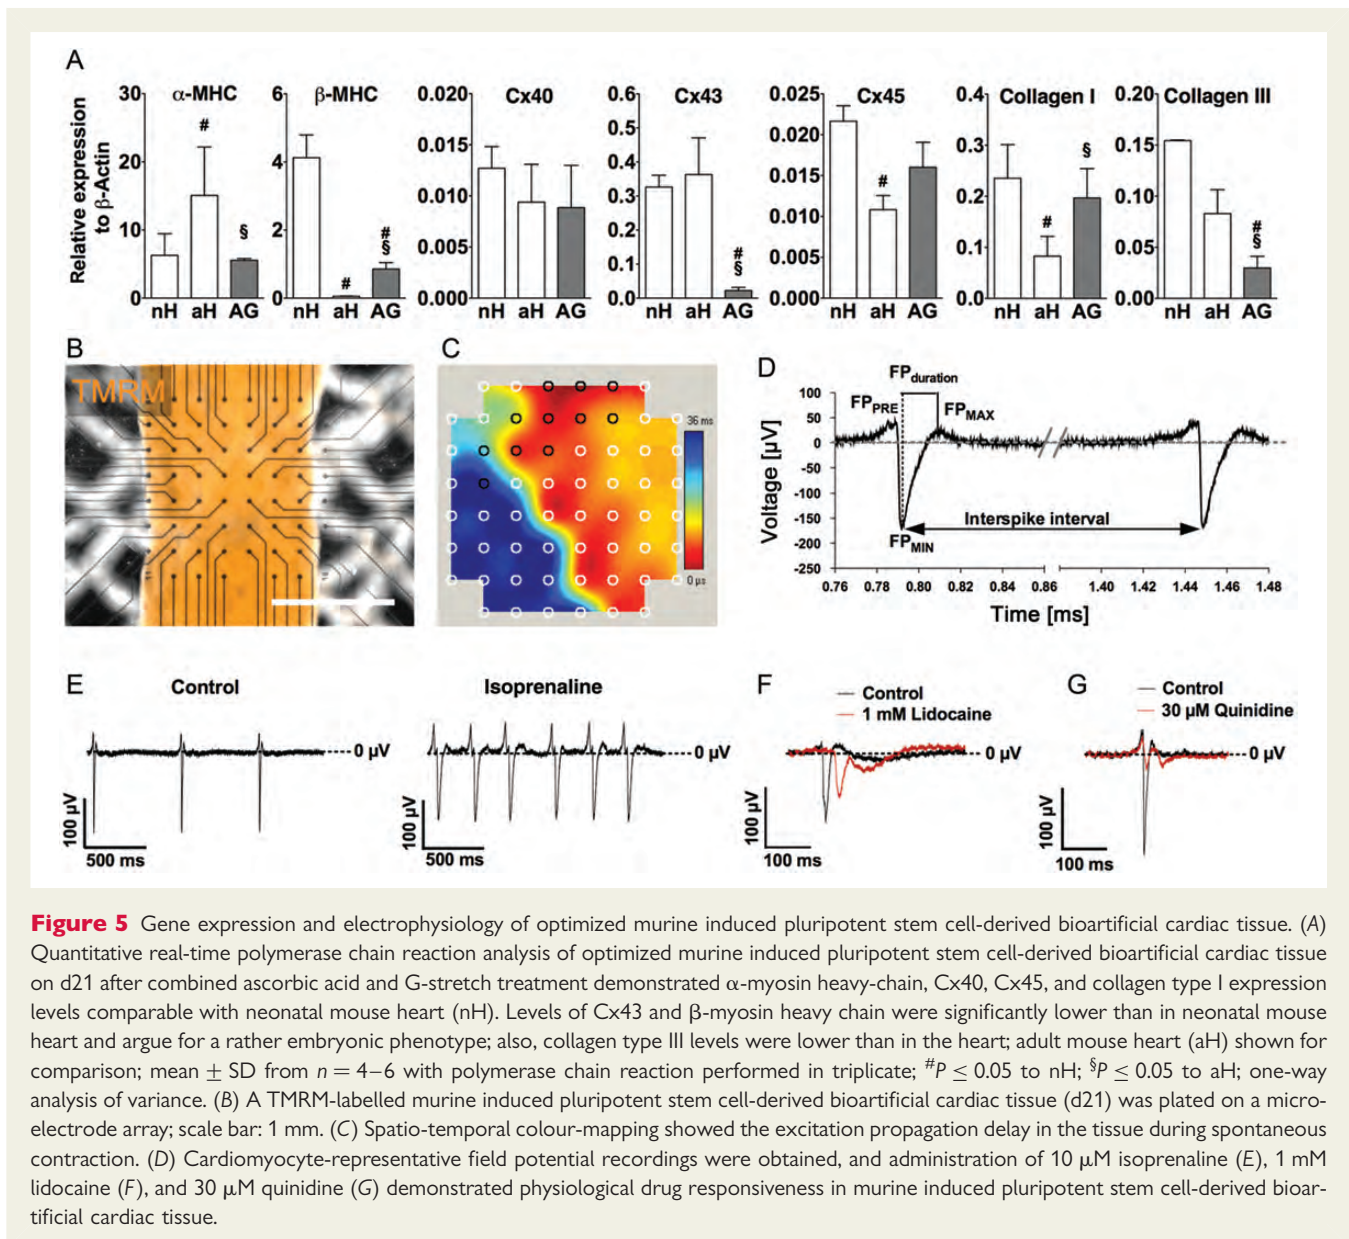 A
Relative expression
to β-Actin
α-MHC
30
20
10
0
nH aH AG
#
§
β-MHC
6
4
2
0
nH aH AG
#
#
§
Cx40
0.020
0.015
0.010
0.005
0.000
nH aH AG
Cx43
0.6
0.5
0.4
0.3
0.2
0.1
0.0
nH aH AG
#
§
Cx45
0.025
0.020
0.015
0.010
0.005
0.000
nH aH AG
#
Collagen I
0.4
0.3
0.2
0.1
0.0
nH aH AG
#
§
Collagen III
0.20
0.15
0.10
0.05
0.00
nH aH AG
#
§
B
TMRM
C
36 ms
0 µs
D
Voltage [µV]
100
50
0
-50
-100
-150
-200
-250
FPduration
FPPRE
FPMAX
FPMIN
Interspike interval
0.76 0.78 0.80 0.82 0.84 0.86 1.40 1.42 1.44 1.46 1.48
Time [ms]
E
Control
0 µV
100 µV
500 ms
Isoprenaline
0 µV
100 µV
500 ms
F
Control
1 mM Lidocaine
0 µV
100 µV
100 ms
G
Control
30 µM Quinidine
0 µV
100 µV
100 ms
Figure 5 Gene expression and electrophysiology of optimized murine induced pluripotent stem cell-derived bioartificial cardiac tissue. (A)
Quantitative real-time polymerase chain reaction analysis of optimized murine induced pluripotent stem cell-derived bioartificial cardiac tissue
on d21 after combined ascorbic acid and G-stretch treatment demonstrated α-myosin heavy-chain, Cx40, Cx45, and collagen type I expression
levels comparable with neonatal mouse heart (nH). Levels of Cx43 and β-myosin heavy chain were significantly lower than in neonatal mouse
heart and argue for a rather embryonic phenotype; also, collagen type III levels were lower than in the heart; adult mouse heart (aH) shown for
comparison; mean ± SD from n = 4–6 with polymerase chain reaction performed in triplicate; #P ≤ 0.05 to nH; §P ≤ 0.05 to aH; one-way
analysis of variance. (B) A TMRM-labelled murine induced pluripotent stem cell-derived bioartificial cardiac tissue (d21) was plated on a micro-
electrode array; scale bar: 1 mm. (C) Spatio-temporal colour-mapping showed the excitation propagation delay in the tissue during spontaneous
contraction. (D) Cardiomyocyte-representative field potential recordings were obtained, and administration of 10 µM isoprenaline (E), 1 mM
lidocaine (F), and 30 µM quinidine (G) demonstrated physiological drug responsiveness in murine induced pluripotent stem cell-derived bioar-
tificial cardiac tissue.